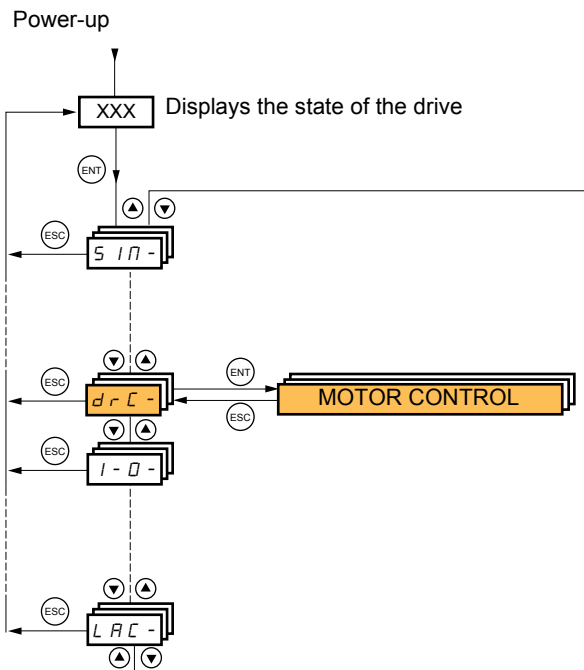 Power-up
XXX Displays the state of the drive
ENT
ESC
SIM-
ESC
drC-
ENT
ESC
MOTOR CONTROL
ESC
I-O-
ESC
LAC-